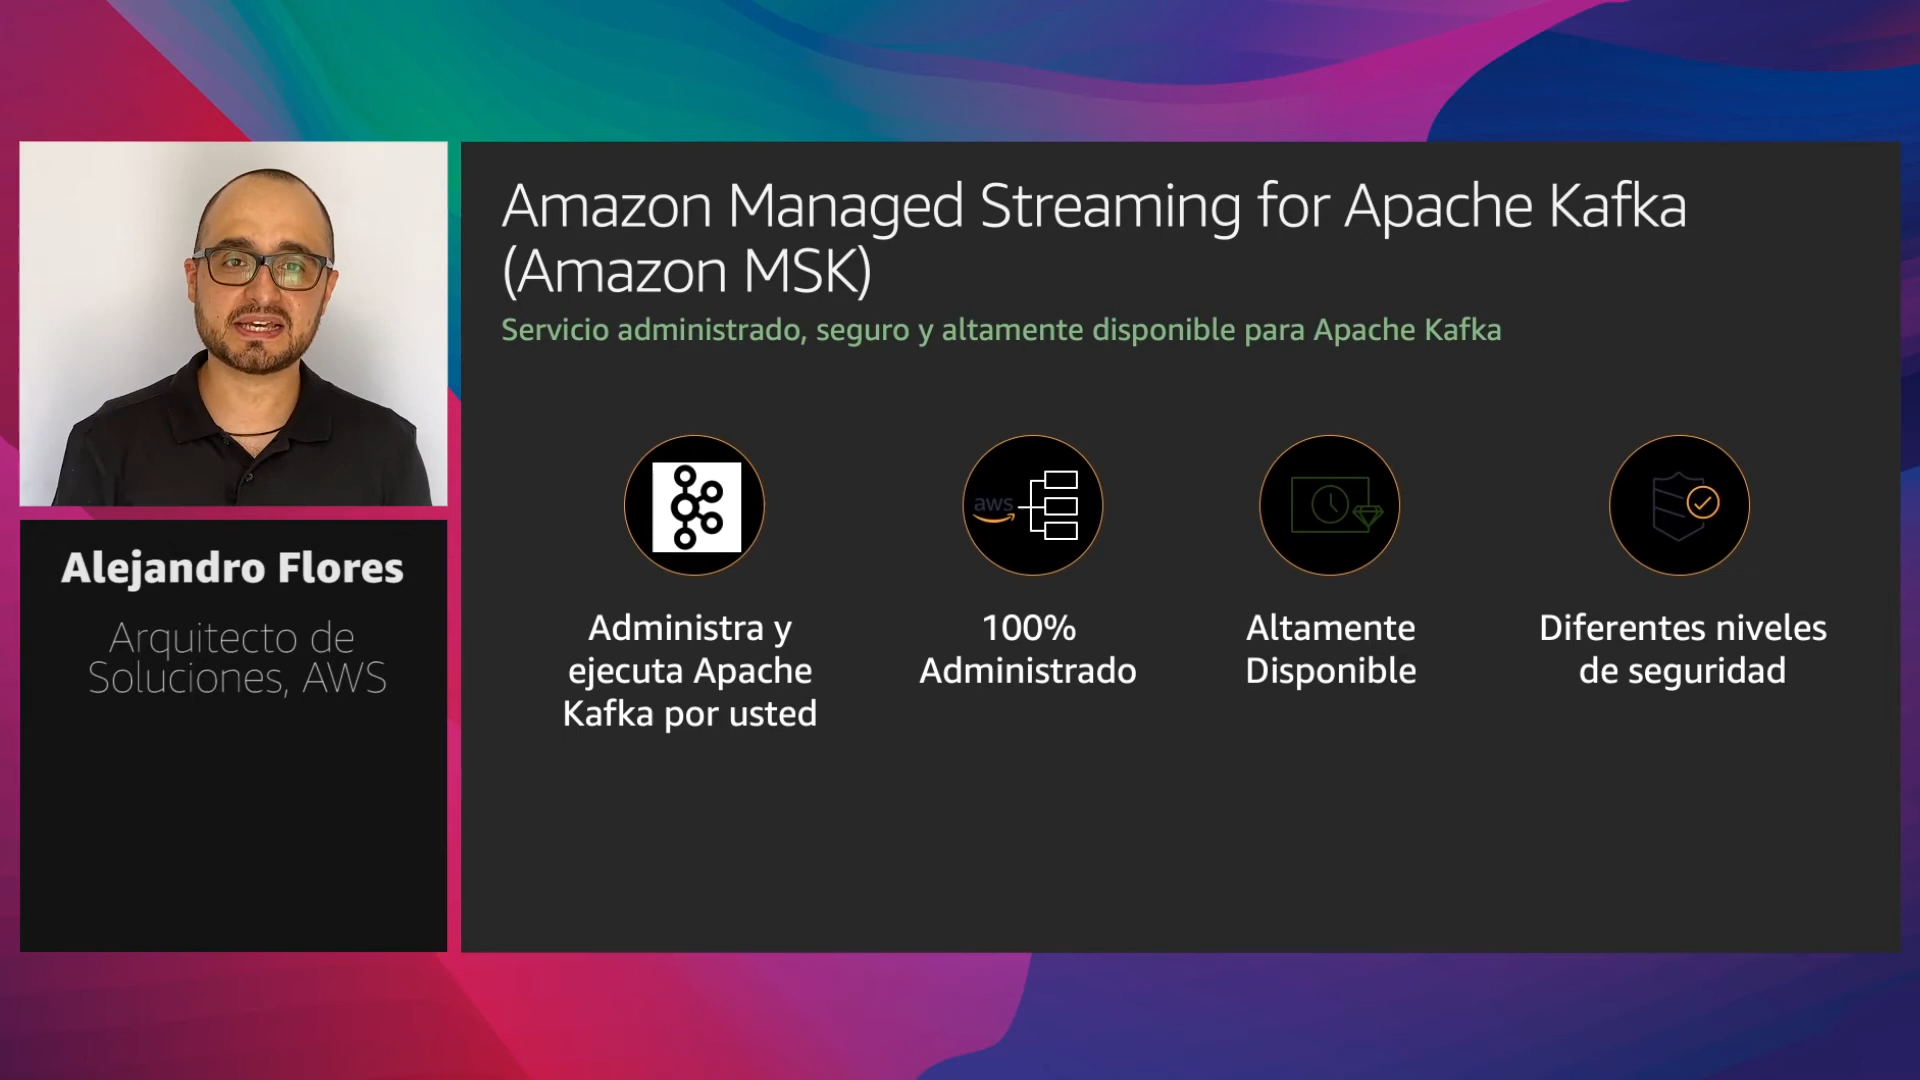 Amazon Managed Streaming for Apache Kafka
(Amazon MSK)
Servicio administrado, seguro y altamente disponible para Apache Kafka
aws
Administra y
ejecuta Apache
Kafka por usted
100%
Administrado
Altamente
Disponible
Diferentes niveles
de seguridad
Alejandro Flores
Arquitecto de
Soluciones, AWS